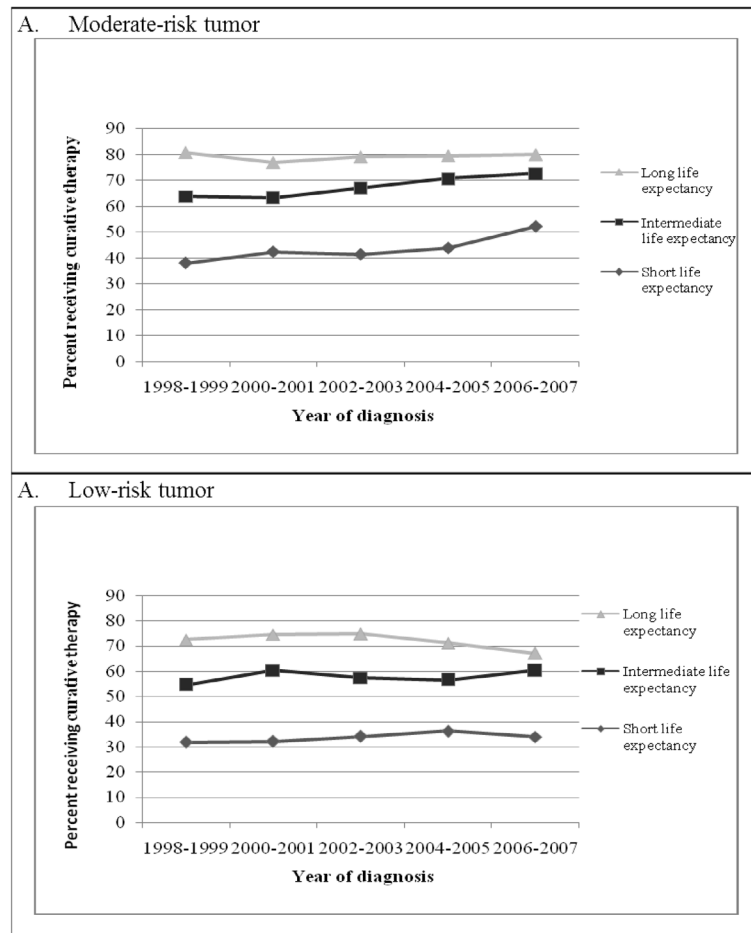 A. Moderate-risk tumor
Percent receiving curative therapy
90
80
70
60
50
40
30
20
10
0
1998-1999 2000-2001 2002-2003 2004-2005 2006-2007
Year of diagnosis
Long life
expectancy
Intermediate
life expectancy
Short life
expectancy
A. Low-risk tumor
Percent receiving curative therapy
90
80
70
60
50
40
30
20
10
0
1998-1999 2000-2001 2002-2003 2004-2005 2006-2007
Year of diagnosis
Long life
expectancy
Intermediate life
expectancy
Short life
expectancy